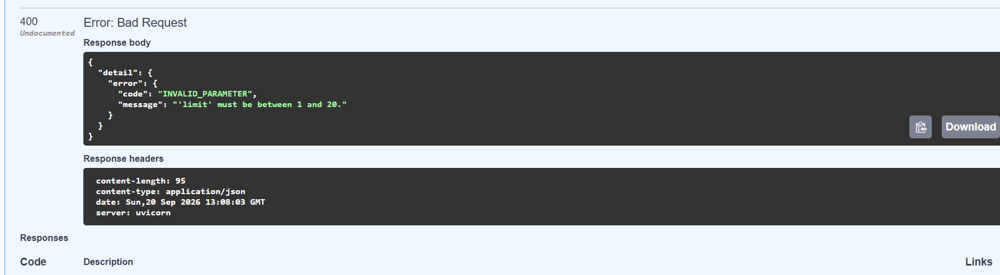 400
Undocumented
Error: Bad Request
Response body
{
  "detail": {
    "error": {
      "code": "INVALID_PARAMETER",
      "message": "'limit' must be between 1 and 20."
    }
  }
}
Download
Response headers
content-length: 95
content-type: application/json
date: Sun,20 Sep 2026 13:08:03 GMT
server: uvicorn
Responses
Code Description Links